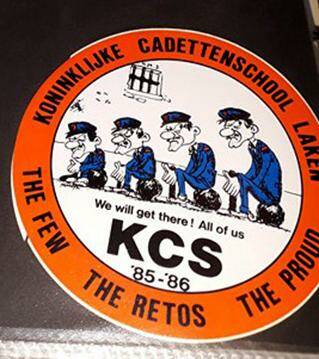 KONINKLIJKE CADETTENSCHOOL LAKEN
We will get there! All of us
KCS
'85-'86
THE FEW
THE RETOS
THE PROUD